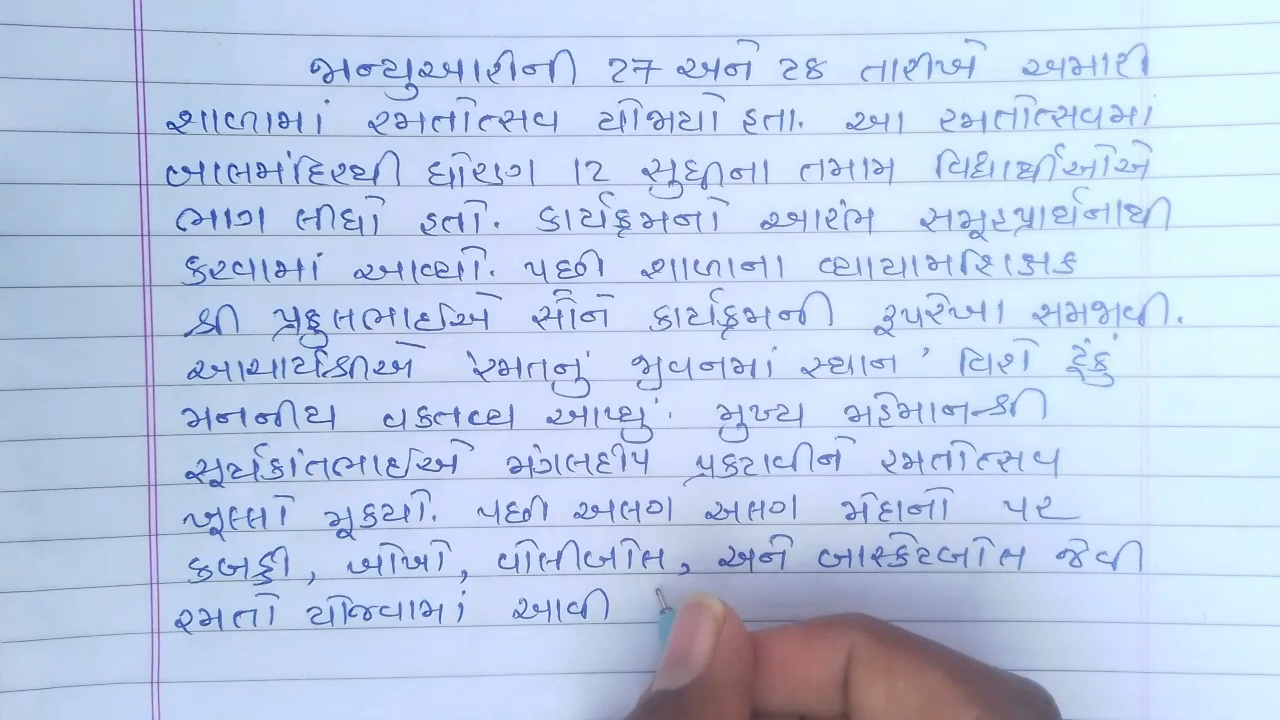 જાન્યુઆરીની 27 અને 28 તારીખે અમારી
શાળામાં રમતોત્સવ યોજાયો હતો. આ રમતોત્સવમાં
બાલમંદિરથી ધોરણ 12 સુધીના તમામ વિદ્યાર્થીઓએ
ભાગ લીધો હતો. કાર્યક્રમનો આરંભ સમૂહપ્રાર્થનાથી
કરવામાં આવ્યો. પછી શાળાના વ્યાયામશિક્ષક
શ્રી પ્રફુલભાઈએ સૌને કાર્યક્રમની રૂપરેખા સમજાવી.
આચાર્યશ્રીએ 'રમતનું જીવનમાં સ્થાન' વિશે ટૂંકું
મનનીય વક્તવ્ય આપ્યું. મુખ્ય મહેમાનશ્રી
સૂર્યકાંતભાઈએ મંગલદીપ પ્રકટાવીને રમતોત્સવ
ખુલ્લો મૂક્યો. પછી અલગ અલગ મેદાનો પર
કબડ્ડી, ખોખો, વોલીબોલ, અને બાસ્કેટબોલ જેવી
રમતો યોજવામાં આવી